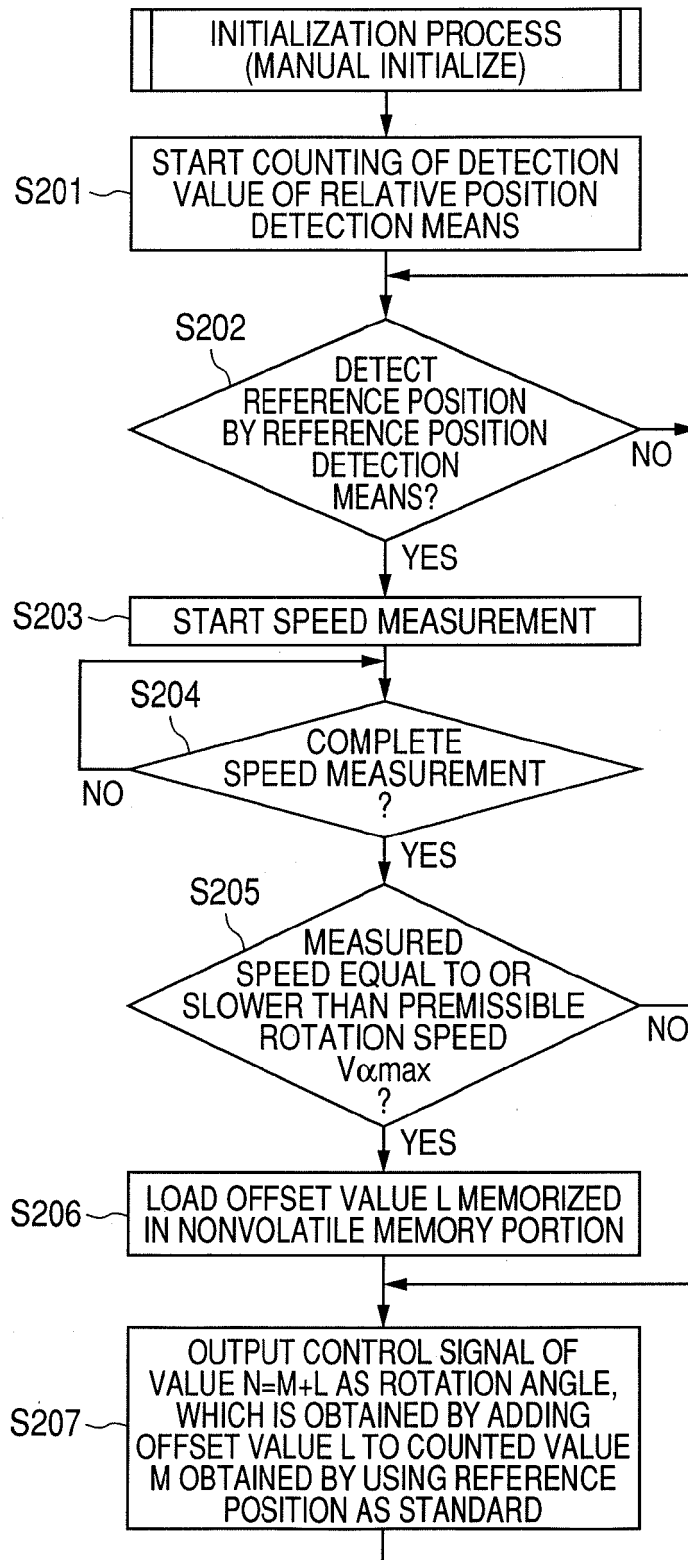 INITIALIZATION PROCESS
(MANUAL INITIALIZE)
S201
START COUNTING OF DETECTION
VALUE OF RELATIVE POSITION
DETECTION MEANS
S202
DETECT
REFERENCE POSITION
BY REFERENCE POSITION
DETECTION
MEANS?
NO
YES
S203
START SPEED MEASUREMENT
S204
COMPLETE
SPEED MEASUREMENT
?
NO
YES
S205
MEASURED
SPEED EQUAL TO OR
SLOWER THAN PREMISSIBLE
ROTATION SPEED
Vαmax
?
NO
YES
S206
LOAD OFFSET VALUE L MEMORIZED
IN NONVOLATILE MEMORY PORTION
S207
OUTPUT CONTROL SIGNAL OF
VALUE N=M+L AS ROTATION ANGLE,
WHICH IS OBTAINED BY ADDING
OFFSET VALUE L TO COUNTED VALUE
M OBTAINED BY USING REFERENCE
POSITION AS STANDARD